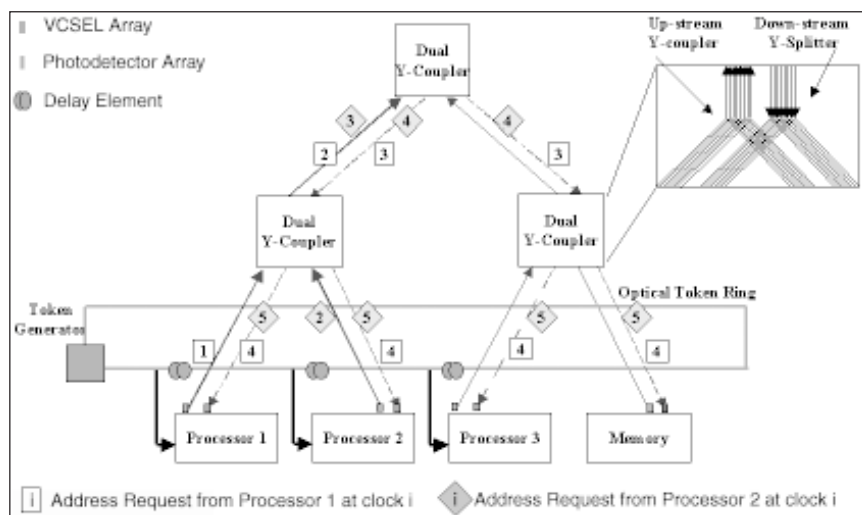 VCSEL Array
Photodetector Array
Delay Element
Dual
Y-Coupler
Up-stream
Y-coupler
Down-stream
Y-Splitter
3
4
2
3
4
3
Dual
Y-Coupler
Dual
Y-Coupler
Token
Generator
Optical Token Ring
5
2
5
5
5
1
4
4
4
4
Processor 1
Processor 2
Processor 3
Memory
i Address Request from Processor 1 at clock i
i Address Request from Processor 2 at clock i